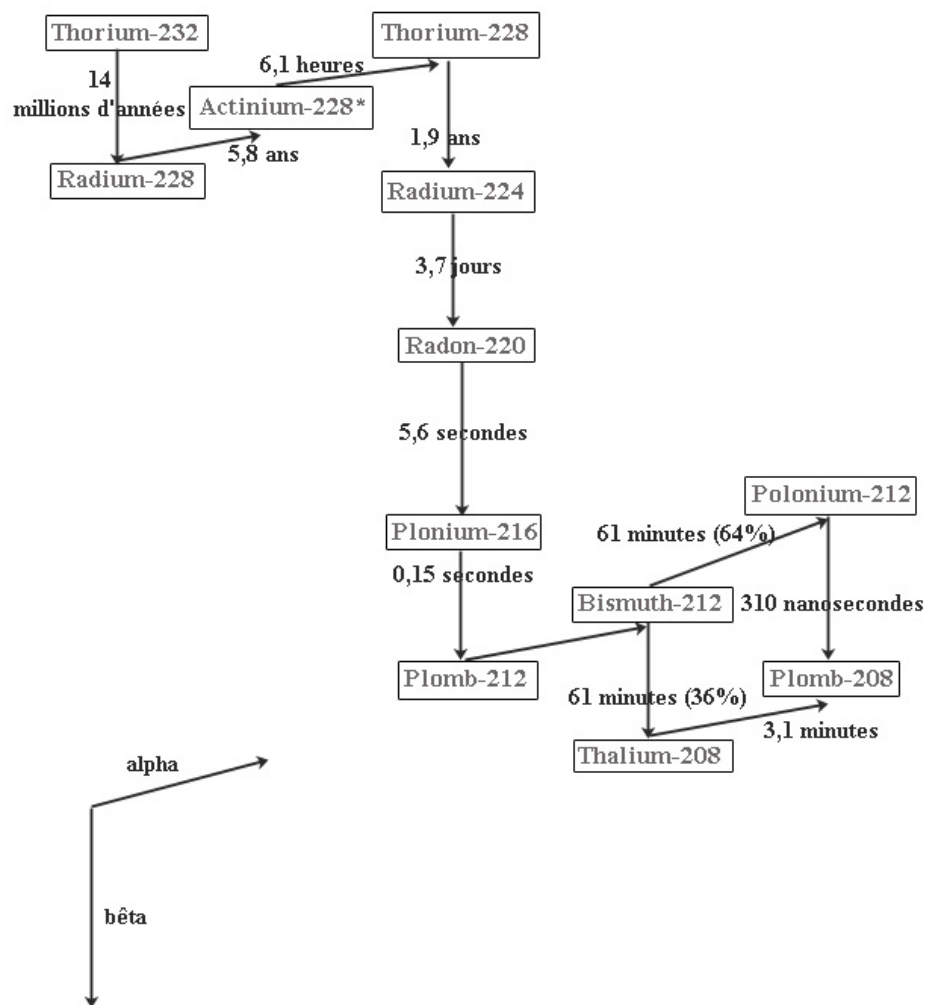 Thorium-232
Thorium-228
6,1 heures
14
millions d'années
Actinium-228*
1,9 ans
5,8 ans
Radium-228
Radium-224
3,7 jours
Radon-220
5,6 secondes
Polonium-212
Plonium-216
61 minutes (64%)
0,15 secondes
Bismuth-212
310 nanosecondes
Plomb-212
Plomb-208
61 minutes (36%)
3,1 minutes
Thalium-208
alpha
bêta